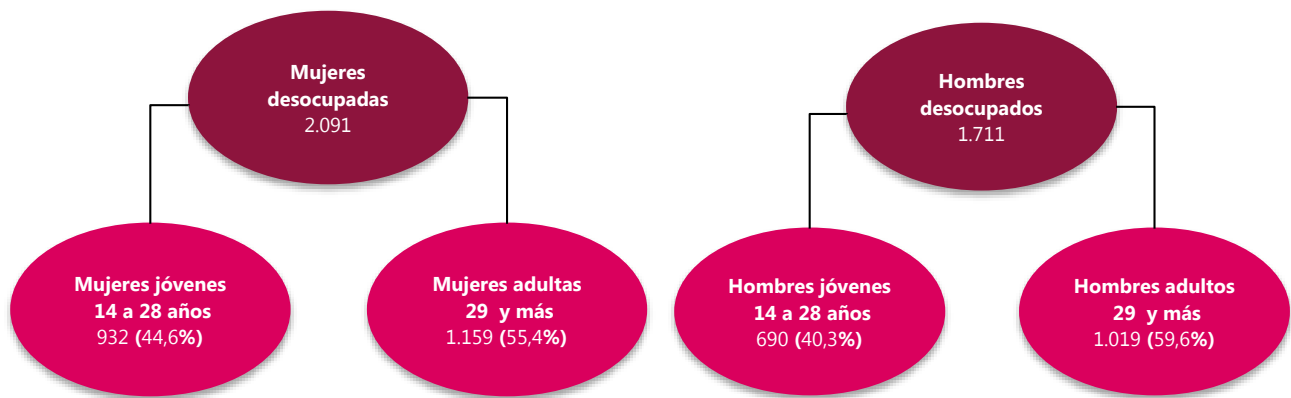 Mujeres
desocupadas
2.091
Hombres
desocupados
1.711
Mujeres jóvenes
14 a 28 años
932 (44,6%)
Mujeres adultas
29 y más
1.159 (55,4%)
Hombres jóvenes
14 a 28 años
690 (40,3%)
Hombres adultos
29 y más
1.019 (59,6%)